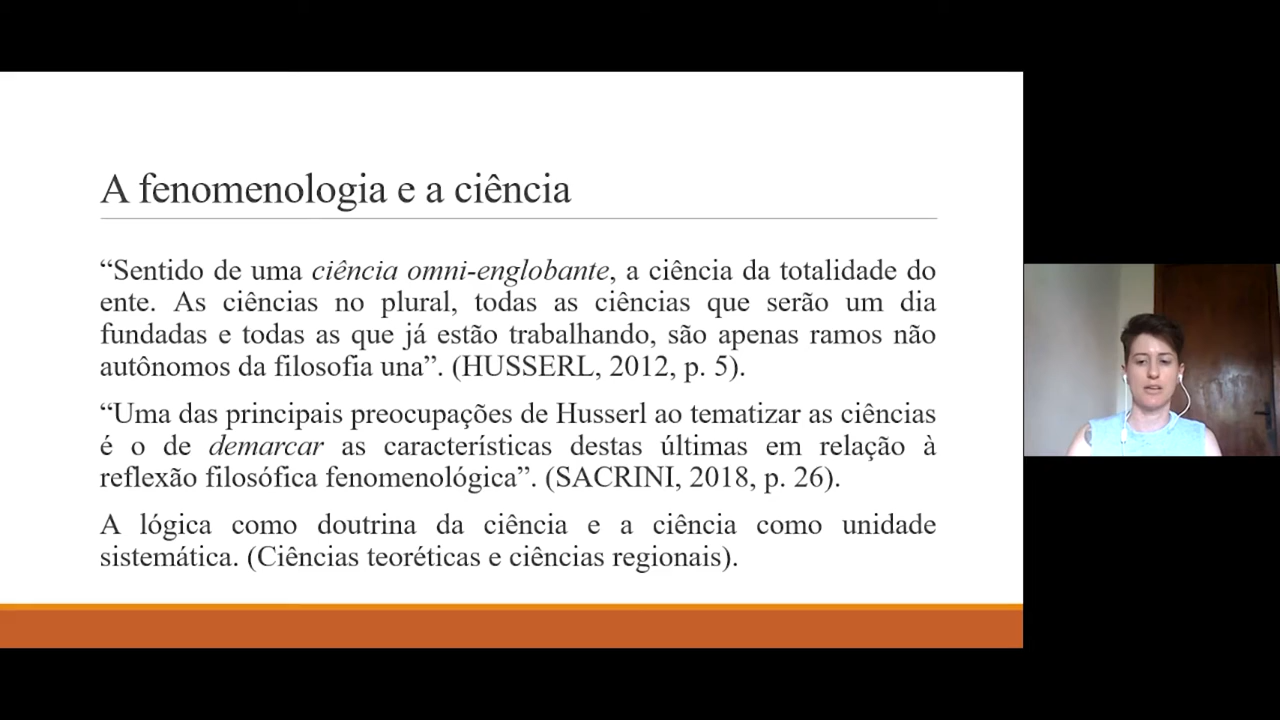 A fenomenologia e a ciência
“Sentido de uma ciência omni-englobante, a ciência da totalidade do
ente. As ciências no plural, todas as ciências que serão um dia
fundadas e todas as que já estão trabalhando, são apenas ramos não
autônomos da filosofia una”. (HUSSERL, 2012, p. 5).
“Uma das principais preocupações de Husserl ao tematizar as ciências
é o de demarcar as características destas últimas em relação à
reflexão filosófica fenomenológica”. (SACRINI, 2018, p. 26).
A lógica como doutrina da ciência e a ciência como unidade
sistemática. (Ciências teoréticas e ciências regionais).